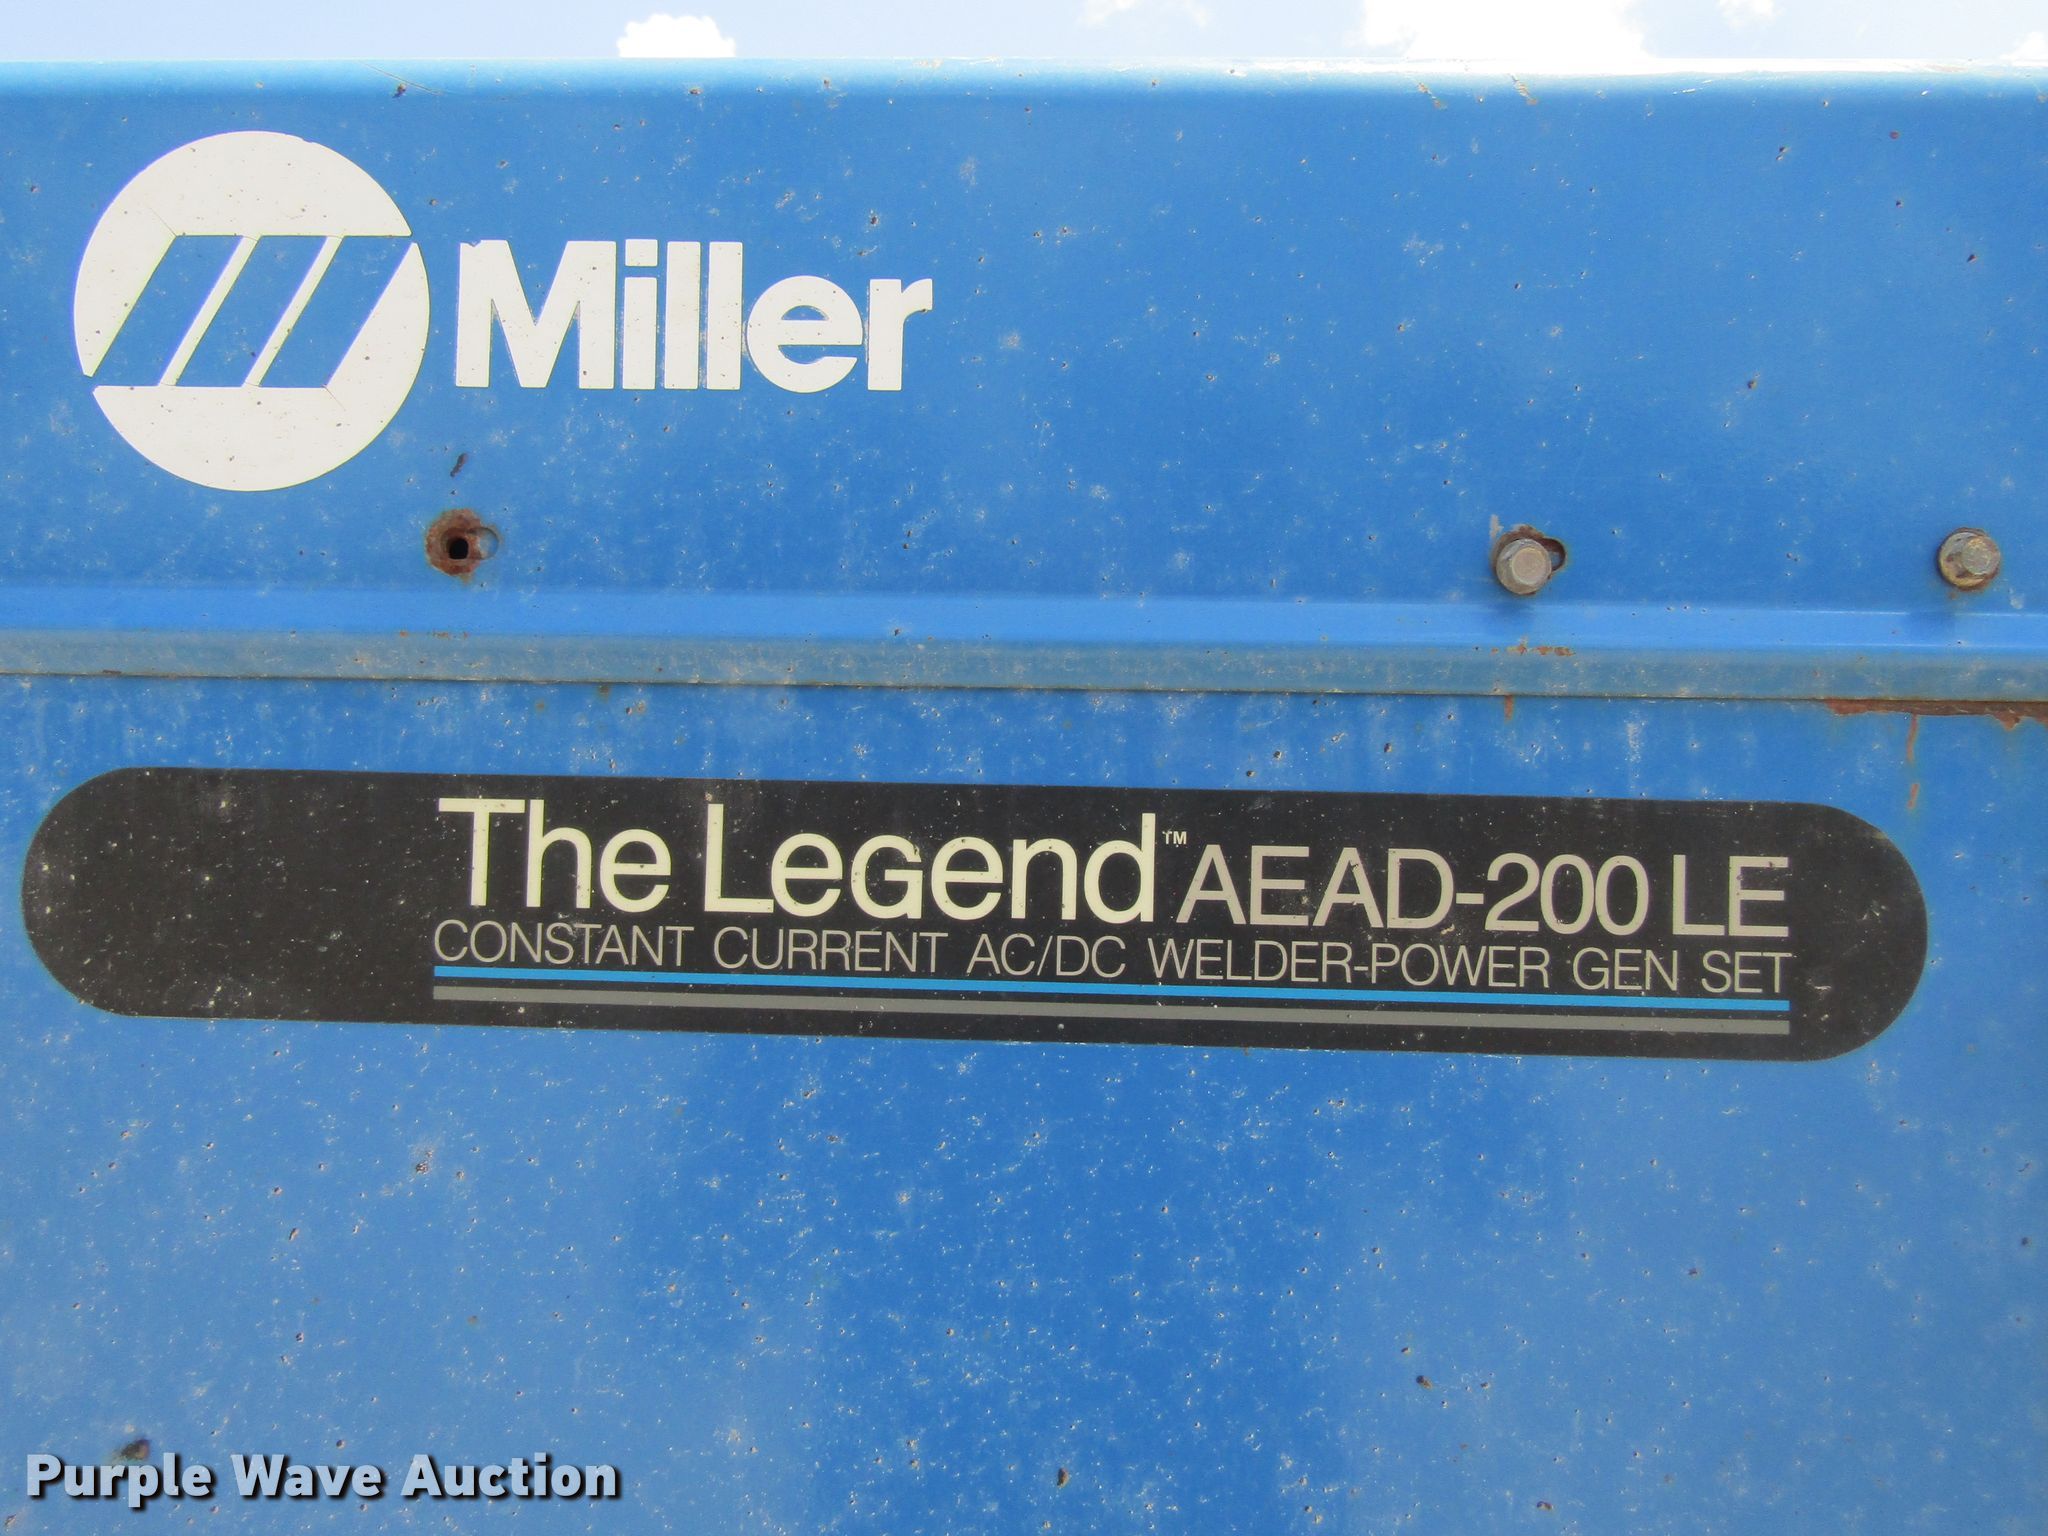 Miller
The Legend™ AEAD-200 LE
CONSTANT CURRENT AC/DC WELDER-POWER GEN SET
Purple Wave Auction